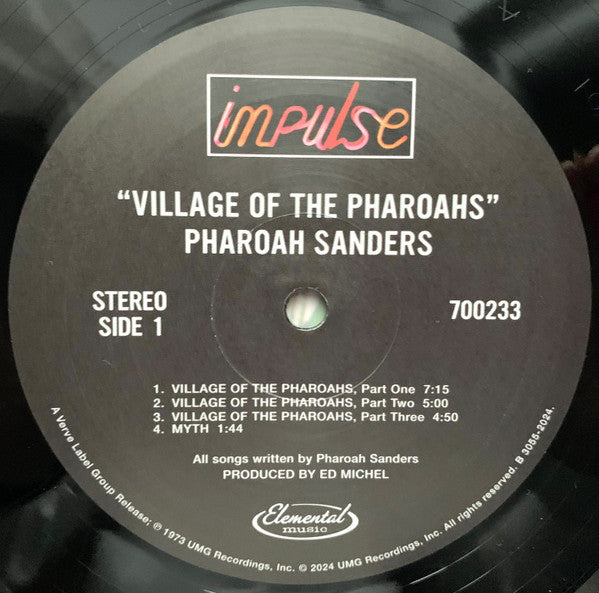 impulse
“VILLAGE OF THE PHAROAHS”
PHAROAH SANDERS
STEREO
SIDE 1
700233
1. VILLAGE OF THE PHAROAHS, Part One 7:15
2. VILLAGE OF THE PHAROAHS, Part Two 5:00
3. VILLAGE OF THE PHAROAHS, Part Three 4:50
4. MYTH 1:44
All songs written by Pharoah Sanders
PRODUCED BY ED MICHEL
Elemental
music
A Verve Label Group Release; ℗ 1973 UMG Recordings, Inc. © 2024 UMG Recordings, Inc. All rights reserved. B 3055-2024.